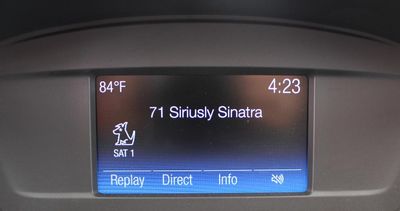 84°F 4:23
71 Siriusly Sinatra
SAT 1
Replay Direct Info